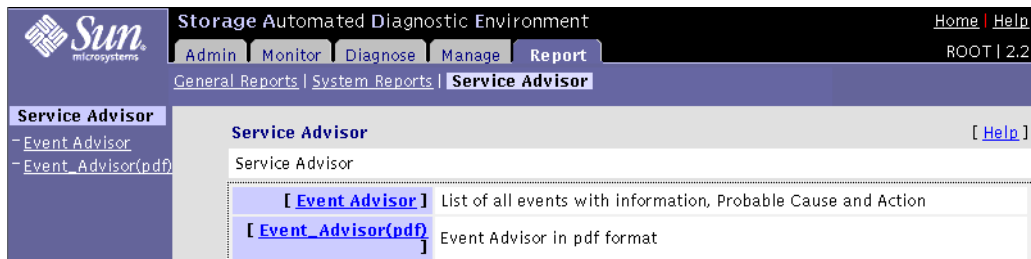 Sun.
microsystems
Storage Automated Diagnostic Environment
Home | Help
Admin Monitor Diagnose Manage Report
ROOT | 2.2
General Reports | System Reports | Service Advisor
Service Advisor
Event Advisor
Event_Advisor(pdf)
Service Advisor
[ Help ]
Service Advisor
[ Event Advisor ] List of all events with information, Probable Cause and Action
[ Event_Advisor(pdf)
]
Event Advisor in pdf format